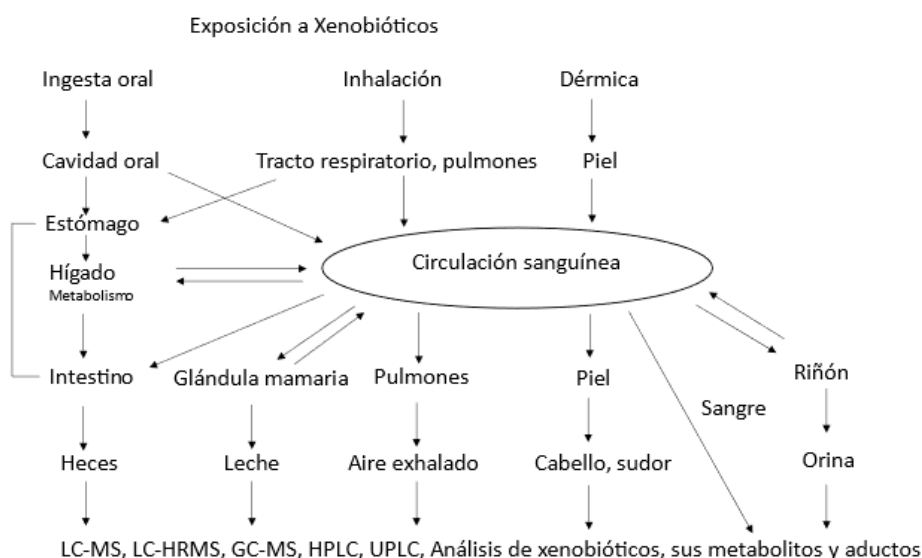 Exposición a Xenobióticos
Ingesta oral
Inhalación
Dérmica
Cavidad oral
Tracto respiratorio, pulmones
Piel
Estómago
Circulación sanguínea
Hígado
Metabolismo
Intestino
Glándula mamaria
Pulmones
Piel
Riñón
Sangre
Heces
Leche
Aire exhalado
Cabello, sudor
Orina
LC-MS, LC-HRMS, GC-MS, HPLC, UPLC, Análisis de xenobióticos, sus metabolitos y aductos